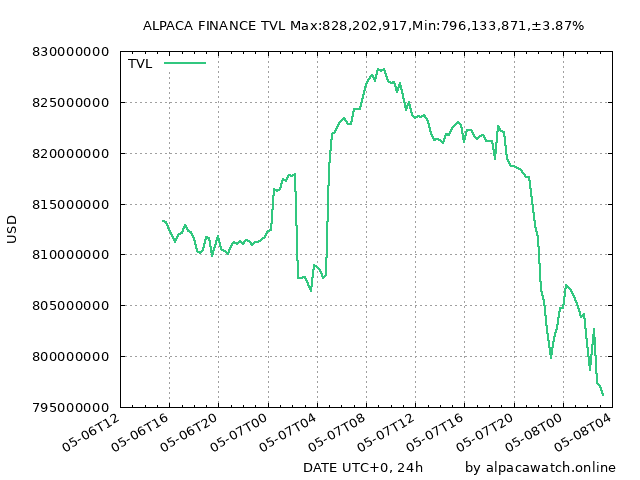 ALPACA FINANCE TVL Max:828,202,917,Min:796,133,871,±3.87%
830000000
TVL
825000000
820000000
815000000
USD
810000000
805000000
800000000
795000000
05-06T12
05-06T16
05-06T20
05-07T00
05-07T04
05-07T08
05-07T12
05-07T16
05-07T20
05-08T00
05-08T04
DATE UTC+0, 24h
by alpacawatch.online